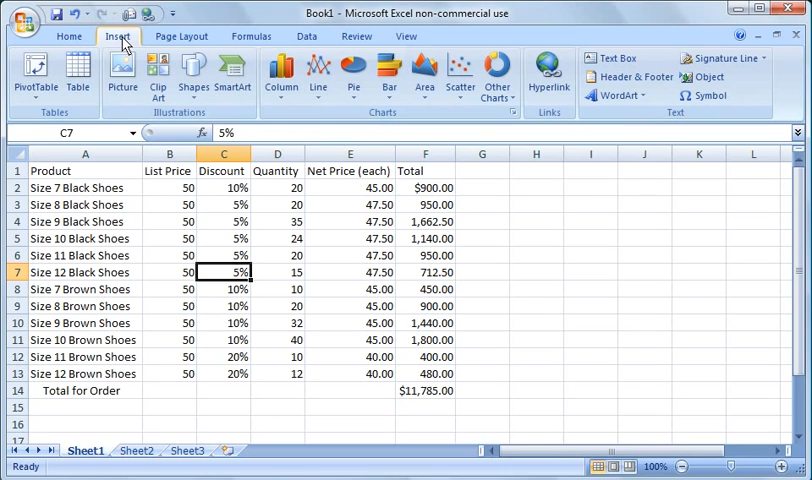 Book1 - Microsoft Excel non-commercial use
Home Insert Page Layout Formulas Data Review View
PivotTable Table Picture Clip Art Shapes SmartArt Column Line Pie Bar Area Scatter Other Charts Hyperlink Text Box Header & Footer WordArt Signature Line Object Symbol
Tables Illustrations Charts Links Text
C7 fx 5%
A B C D E F G H I J K L
1 Product List Price Discount Quantity Net Price (each) Total
2 Size 7 Black Shoes 50 10% 20 45.00 $900.00
3 Size 8 Black Shoes 50 5% 20 47.50 950.00
4 Size 9 Black Shoes 50 5% 35 47.50 1,662.50
5 Size 10 Black Shoes 50 5% 24 47.50 1,140.00
6 Size 11 Black Shoes 50 5% 20 47.50 950.00
7 Size 12 Black Shoes 50 5% 15 47.50 712.50
8 Size 7 Brown Shoes 50 10% 10 45.00 450.00
9 Size 8 Brown Shoes 50 10% 20 45.00 900.00
10 Size 9 Brown Shoes 50 10% 32 45.00 1,440.00
11 Size 10 Brown Shoes 50 10% 40 45.00 1,800.00
12 Size 11 Brown Shoes 50 20% 10 40.00 400.00
13 Size 12 Brown Shoes 50 20% 12 40.00 480.00
14 Total for Order $11,785.00
15
16
17
Sheet1 Sheet2 Sheet3
Ready 100%